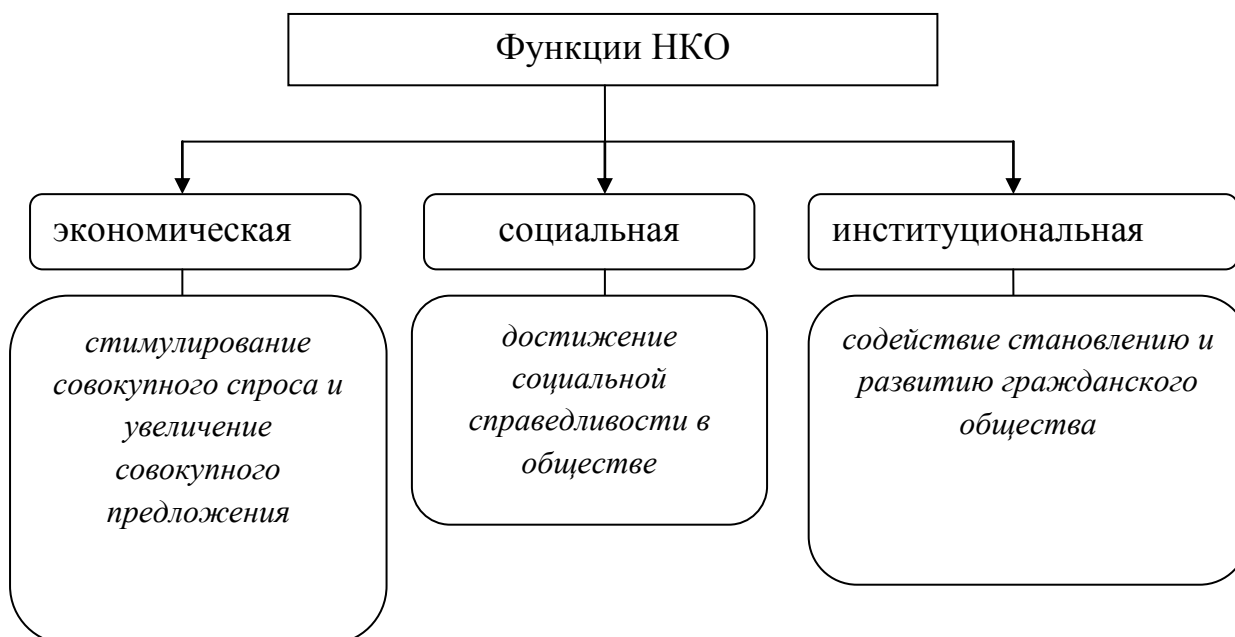 Функции НКО
экономическая
социальная
институциональная
стимулирование
совокупного спроса и
увеличение
совокупного
предложения
достижение
социальной
справедливости в
обществе
содействие становлению и
развитию гражданского
общества